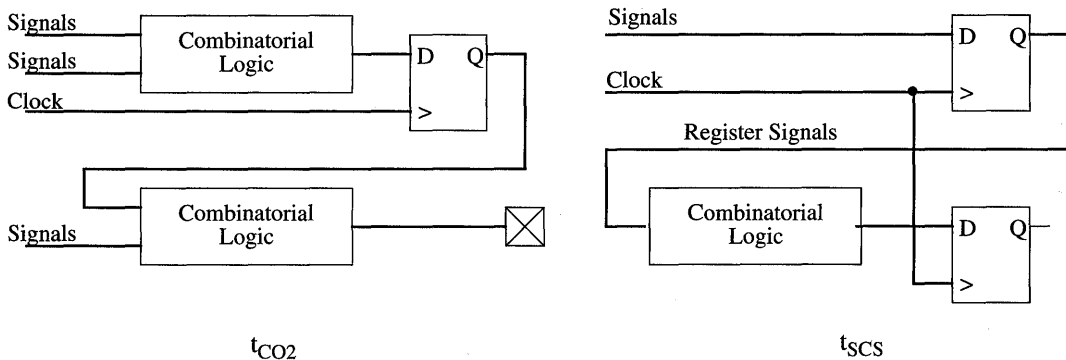 Signals
Signals
Clock
Combinatorial
Logic
D Q
>
Signals
Combinatorial
Logic
tCO2
Signals
Clock
D Q
>
Register Signals
Combinatorial
Logic
D Q
>
tSCS